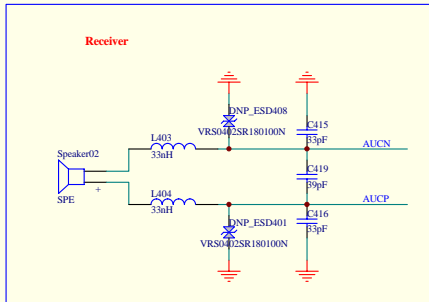 Receiver
DNP_ESD408
VRS0402SR180100N
C415
33pF
L403
33nH
AUCN
Speaker02
C419
39pF
L404
33nH
AUCP
SPE
+
DNP_ESD401
VRS0402SR180100N
C416
33pF